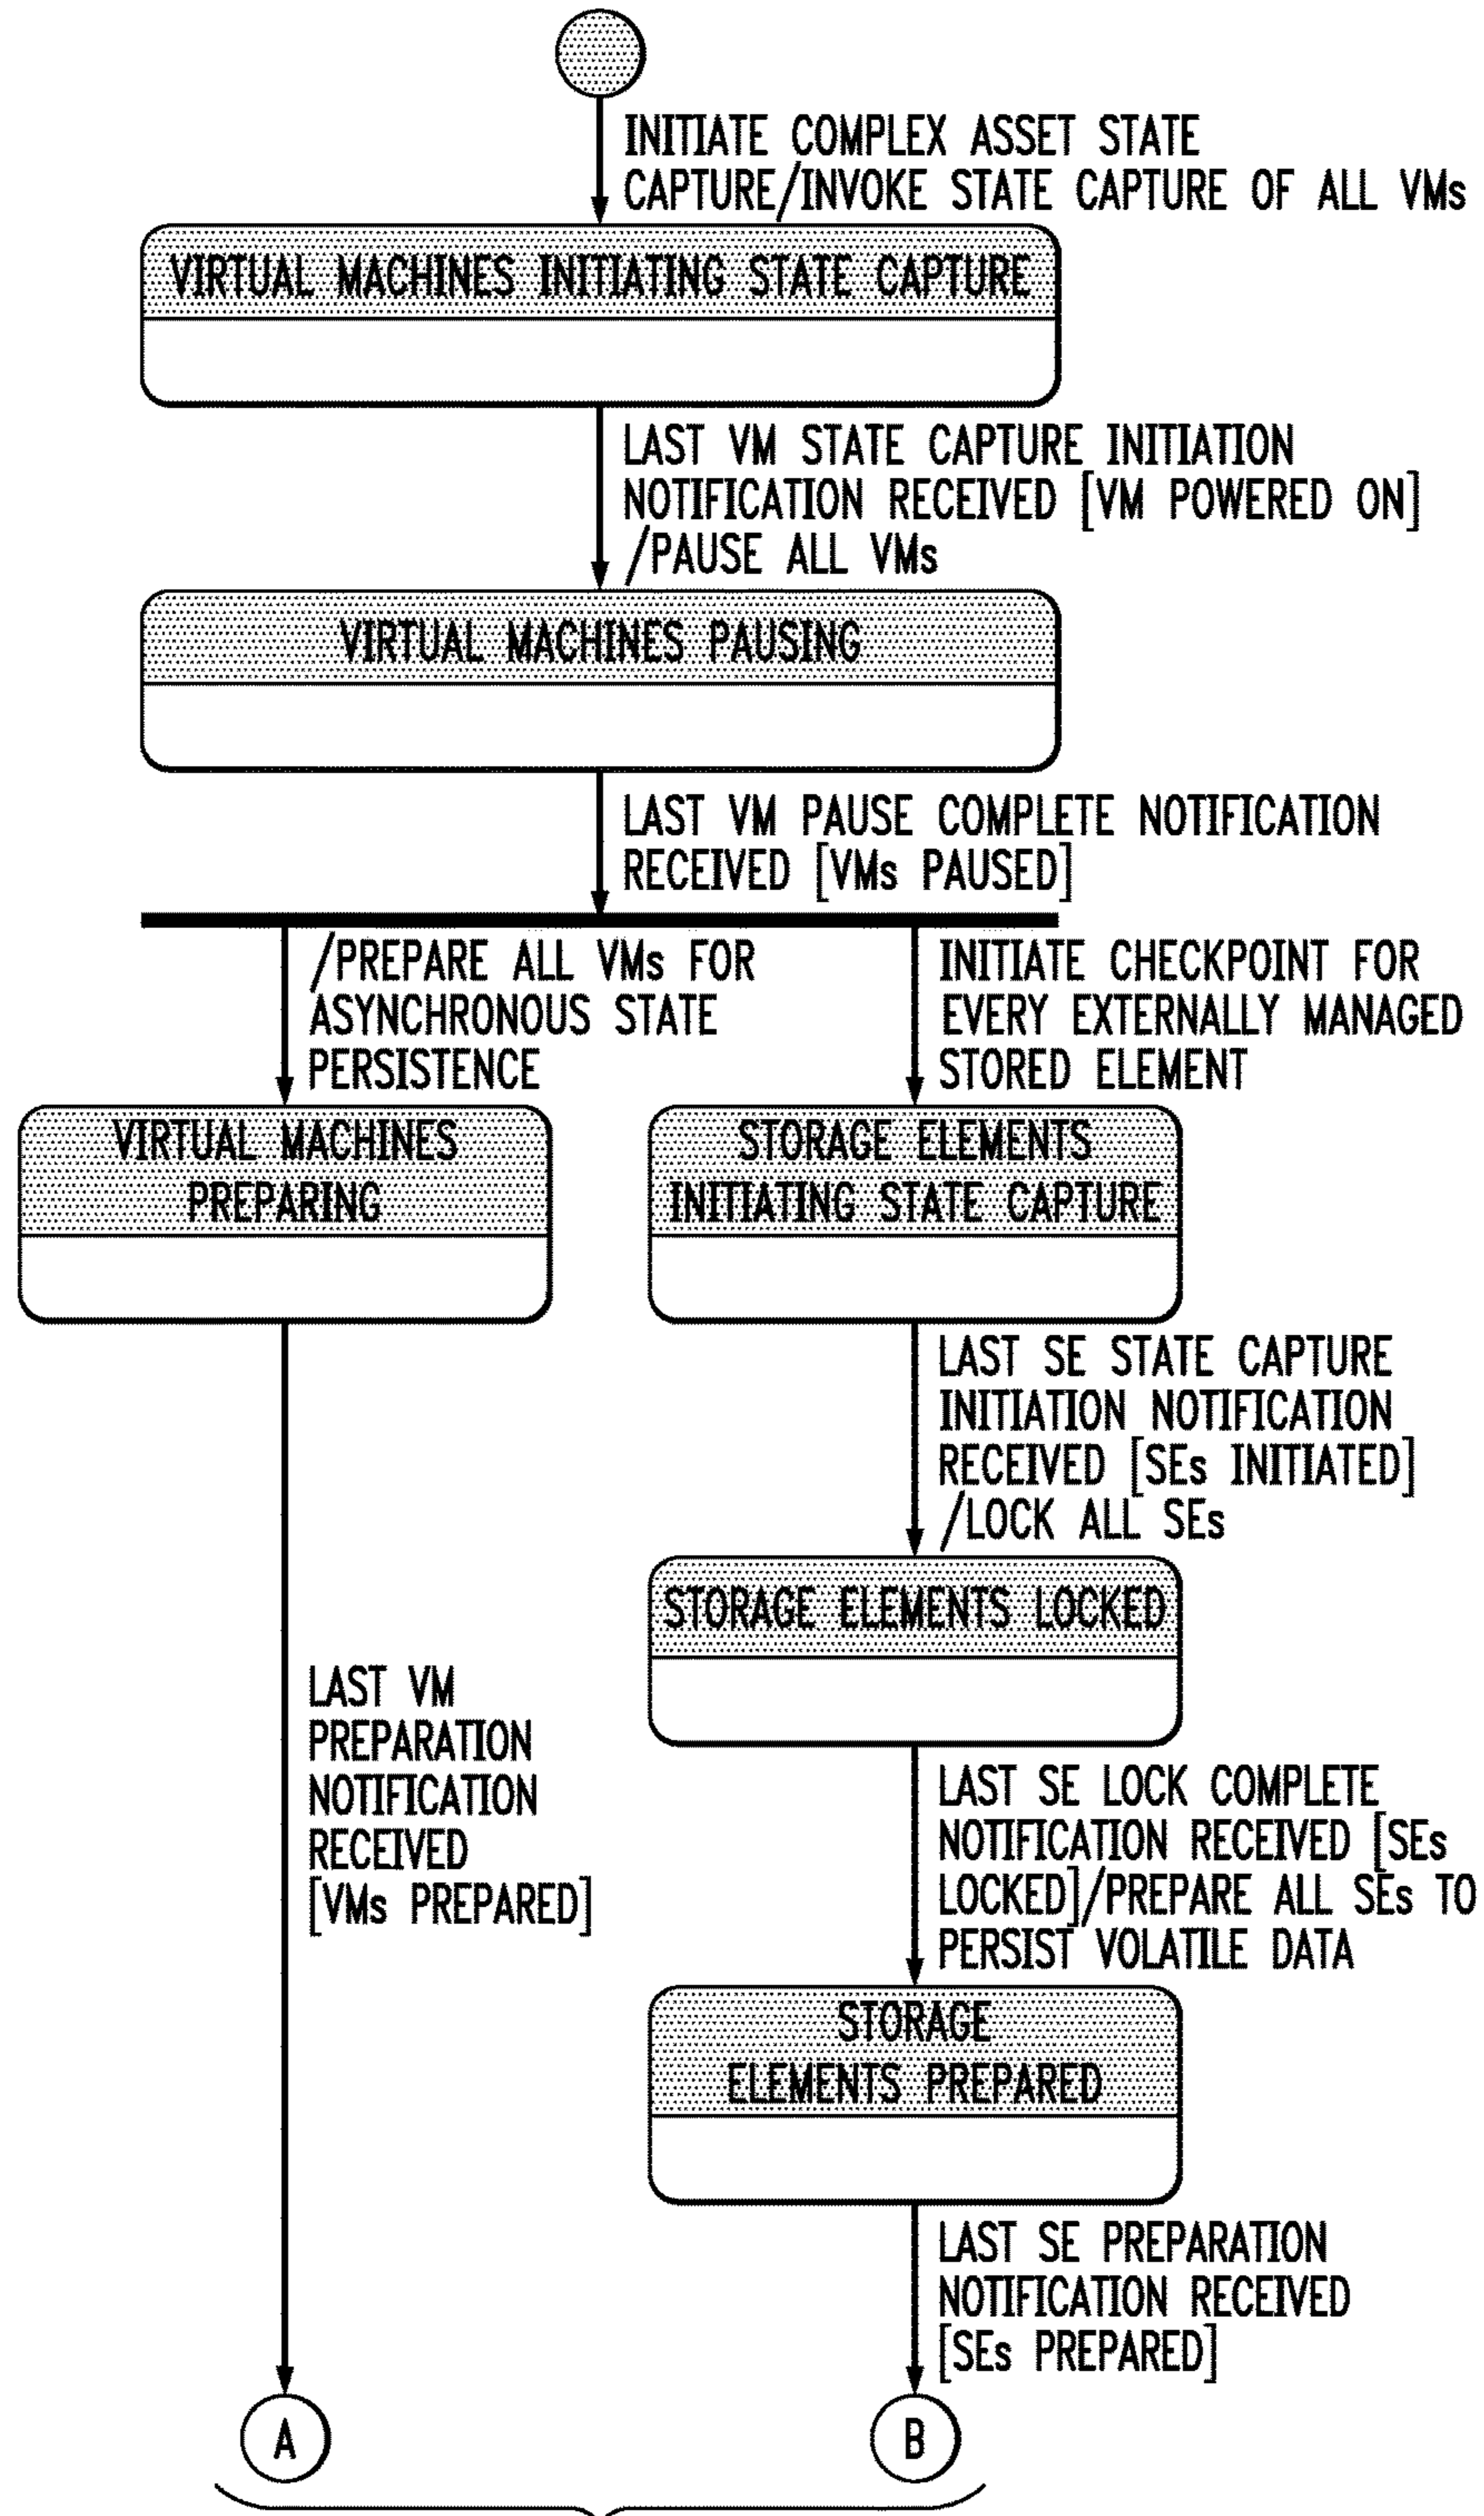 INITIATE COMPLEX ASSET STATE
CAPTURE/INVOKE STATE CAPTURE OF ALL VMs
VIRTUAL MACHINES INITIATING STATE CAPTURE
LAST VM STATE CAPTURE INITIATION
NOTIFICATION RECEIVED [VM POWERED ON]
/PAUSE ALL VMs
VIRTUAL MACHINES PAUSING
LAST VM PAUSE COMPLETE NOTIFICATION
RECEIVED [VMs PAUSED]
/PREPARE ALL VMs FOR
ASYNCHRONOUS STATE
PERSISTENCE
INITIATE CHECKPOINT FOR
EVERY EXTERNALLY MANAGED
STORED ELEMENT
VIRTUAL MACHINES
PREPARING
STORAGE ELEMENTS
INITIATING STATE CAPTURE
LAST SE STATE CAPTURE
INITIATION NOTIFICATION
RECEIVED [SEs INITIATED]
/LOCK ALL SEs
STORAGE ELEMENTS LOCKED
LAST VM
PREPARATION
NOTIFICATION
RECEIVED
[VMs PREPARED]
LAST SE LOCK COMPLETE
NOTIFICATION RECEIVED [SEs
LOCKED]/PREPARE ALL SEs TO
PERSIST VOLATILE DATA
STORAGE
ELEMENTS PREPARED
LAST SE PREPARATION
NOTIFICATION RECEIVED
[SEs PREPARED]
A
B